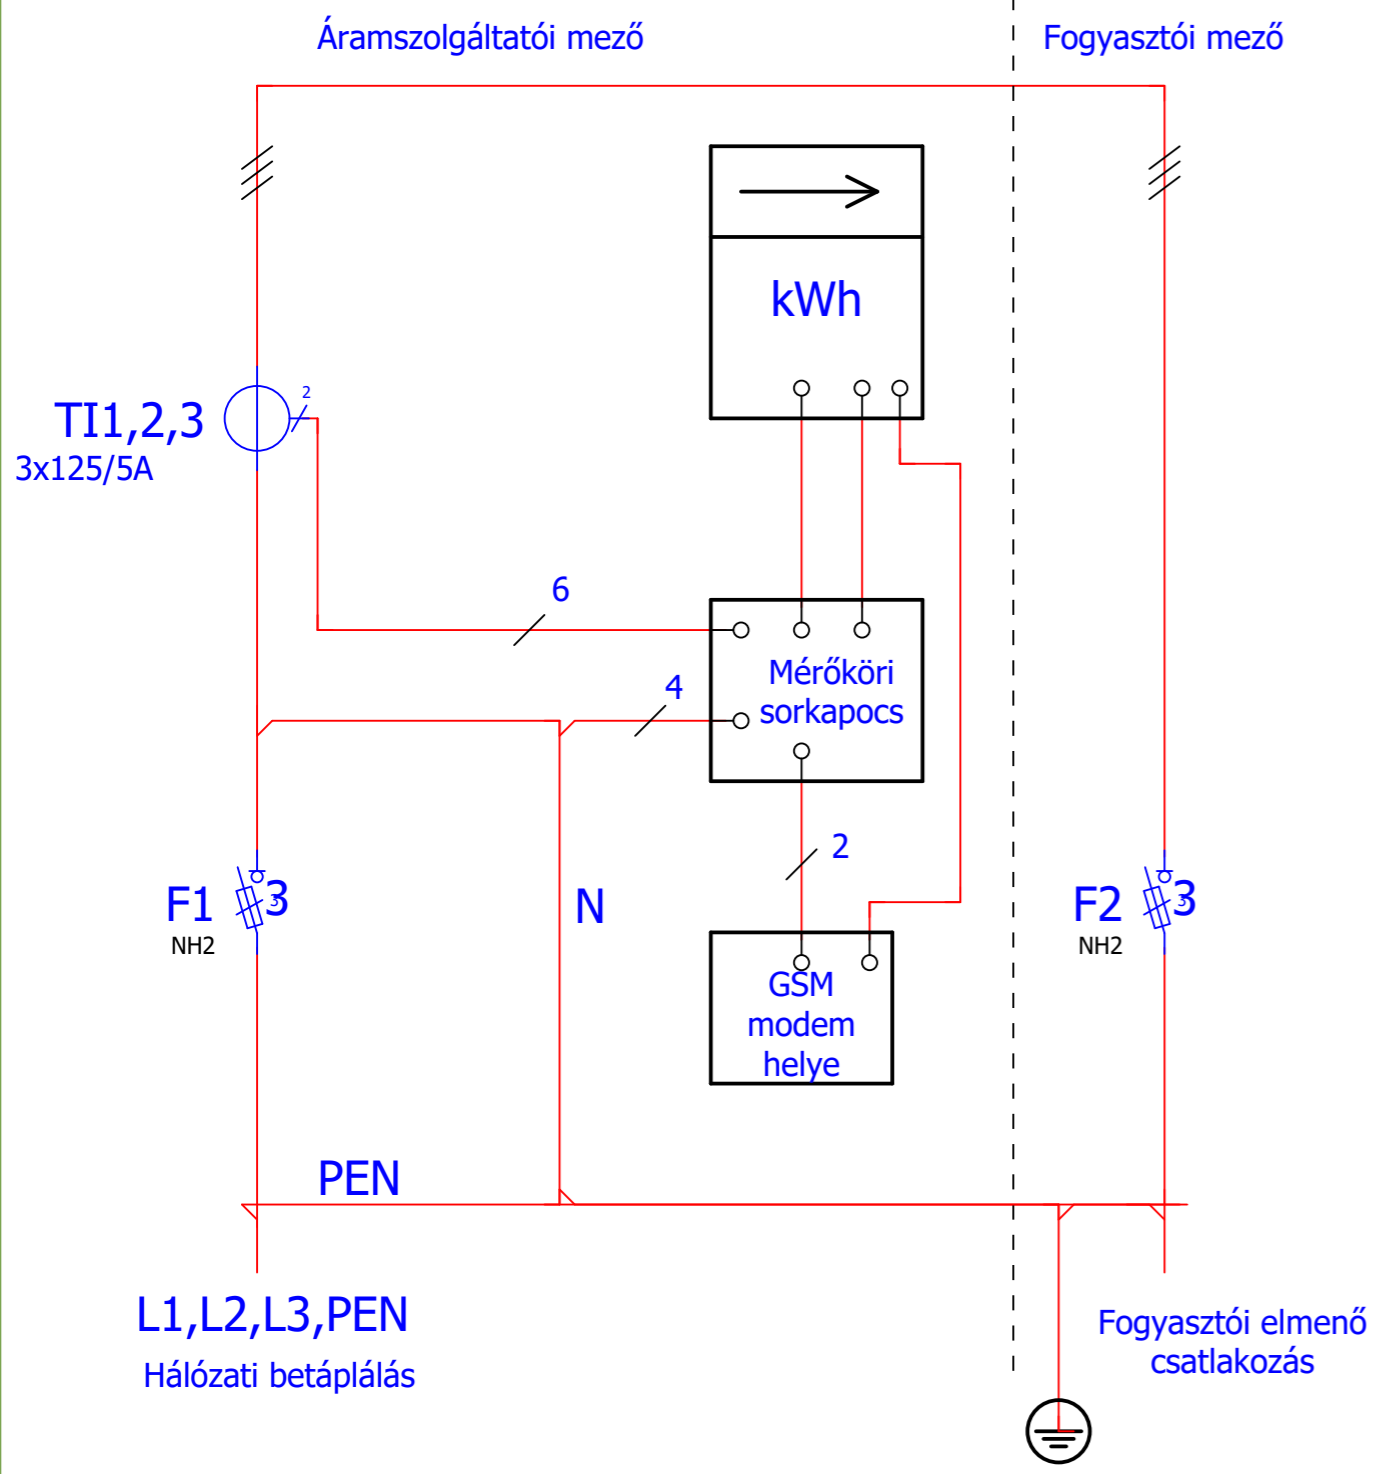 Áramszolgáltatói mező
Fogyasztói mező
kWh
2
TI1,2,3
3x125/5A
6
Mérőköri
sorkapocs
4
2
F1
3
3
NH2
N
F2
3
3
NH2
GSM
modem
helye
PEN
L1,L2,L3,PEN
Hálózati betáplálás
Fogyasztói elmenő
csatlakozás